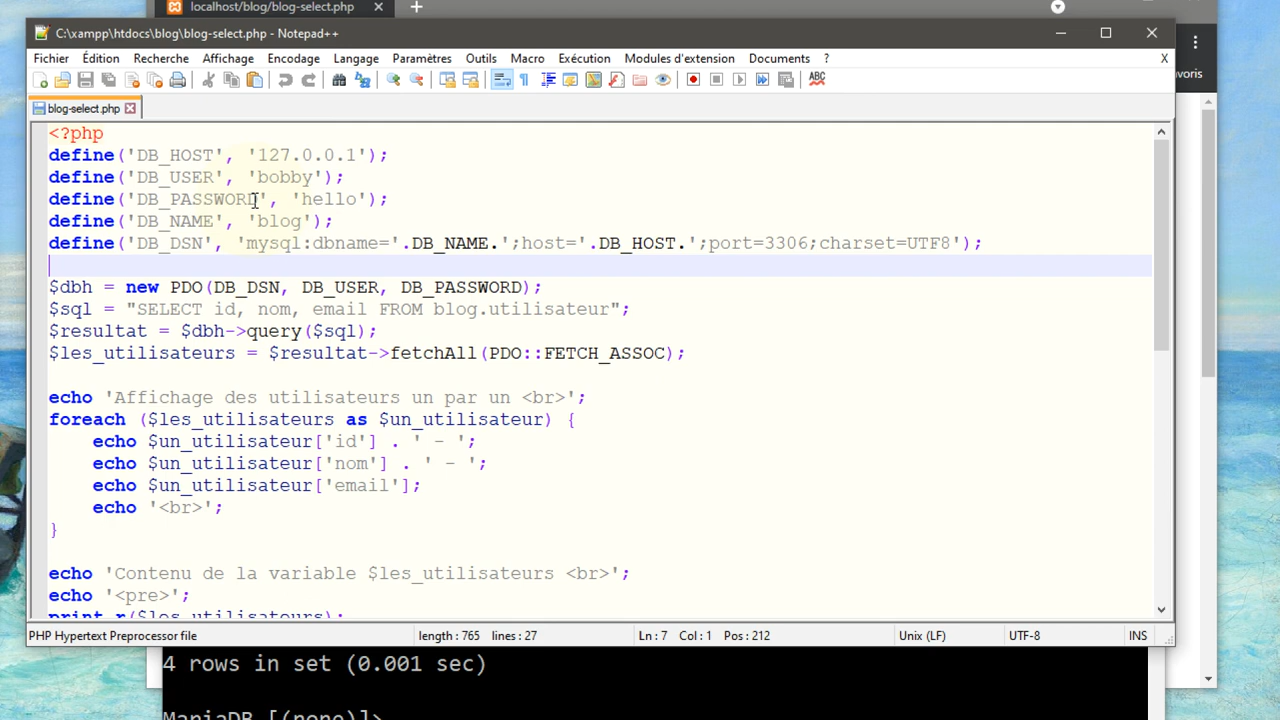 localhost/blog/blog-select.php
C:\xampp\htdocs\blog\blog-select.php - Notepad++
Fichier Édition Recherche Affichage Encodage Langage Paramètres Outils Macro Exécution Modules d'extension Documents ? X
blog-select.php
<?php
define('DB_HOST', '127.0.0.1');
define('DB_USER', 'bobby');
define('DB_PASSWORD', 'hello');
define('DB_NAME', 'blog');
define('DB_DSN', 'mysql:dbname='.DB_NAME.';host='.DB_HOST.';port=3306;charset=UTF8');
$dbh = new PDO(DB_DSN, DB_USER, DB_PASSWORD);
$sql = "SELECT id, nom, email FROM blog.utilisateur";
$resultat = $dbh->query($sql);
$les_utilisateurs = $resultat->fetchAll(PDO::FETCH_ASSOC);
echo 'Affichage des utilisateurs un par un <br>';
foreach ($les_utilisateurs as $un_utilisateur) {
echo $un_utilisateur['id'] . ' - ';
echo $un_utilisateur['nom'] . ' - ';
echo $un_utilisateur['email'];
echo '<br>';
}
echo 'Contenu de la variable $les_utilisateurs <br>';
echo '<pre>';
print_r($les_utilisateurs);
PHP Hypertext Preprocessor file length : 765 lines : 27 Ln : 7 Col : 1 Pos : 212 Unix (LF) UTF-8 INS
4 rows in set (0.001 sec)
MariaDB [(none)]>